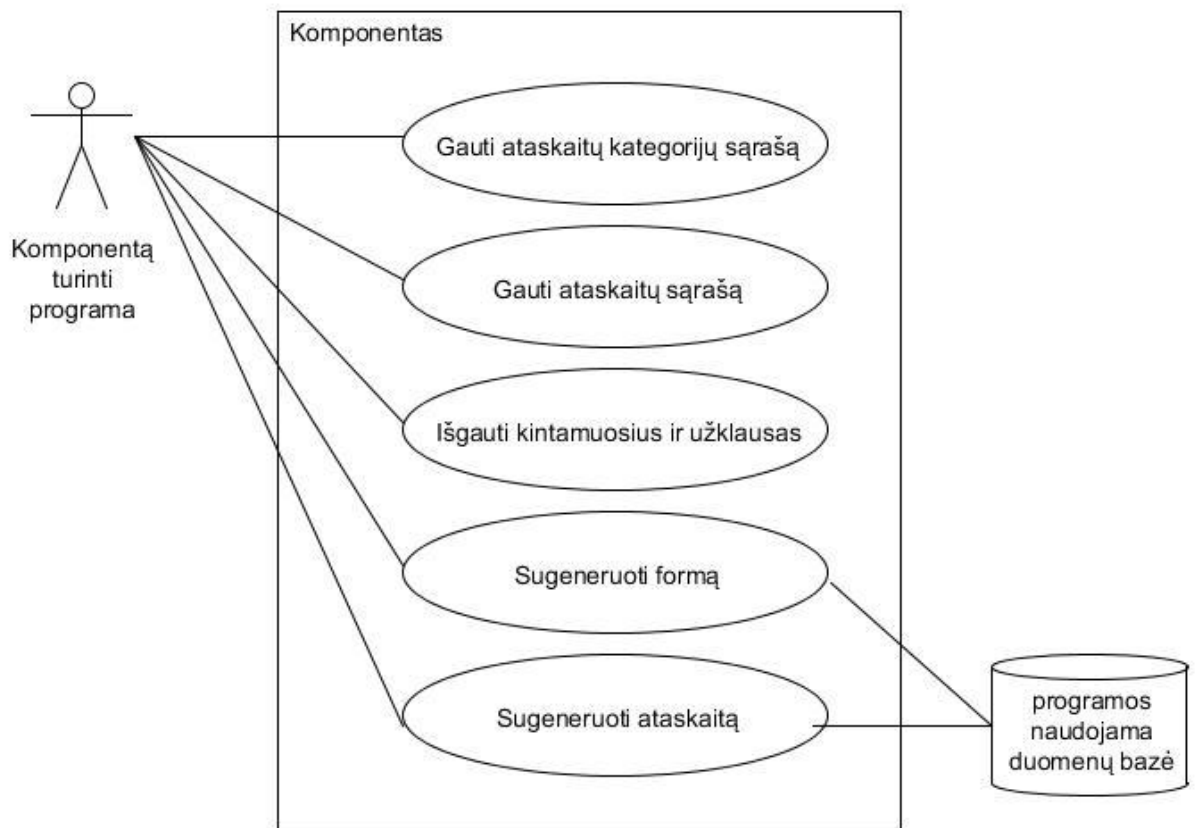 Komponentas
Gauti ataskaitų kategorijų sąrašą
Komponentą
turinti
programa
Gauti ataskaitų sąrašą
Išgauti kintamuosius ir užklausas
Sugeneruoti formą
Sugeneruoti ataskaitą
programos
naudojama
duomenų bazė